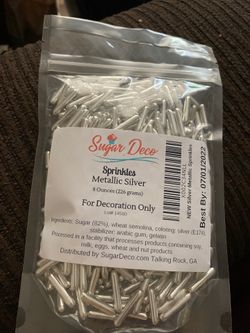 Sugar Deco
Sprinkles
Metallic Silver
8 Ounces (226 grams)
For Decoration Only
Ingredients: Sugar (82%), wheat semolina, coloring: silver (E174),
stabilizer: arabic gum, gelatin
Processed in a facility that processes products containing soy,
milk, eggs, wheat and nut products
Distributed by SugarDeco.com Talking Rock, GA
NEW Silver Metallic Sprinkles
Best By: 07/01/2022